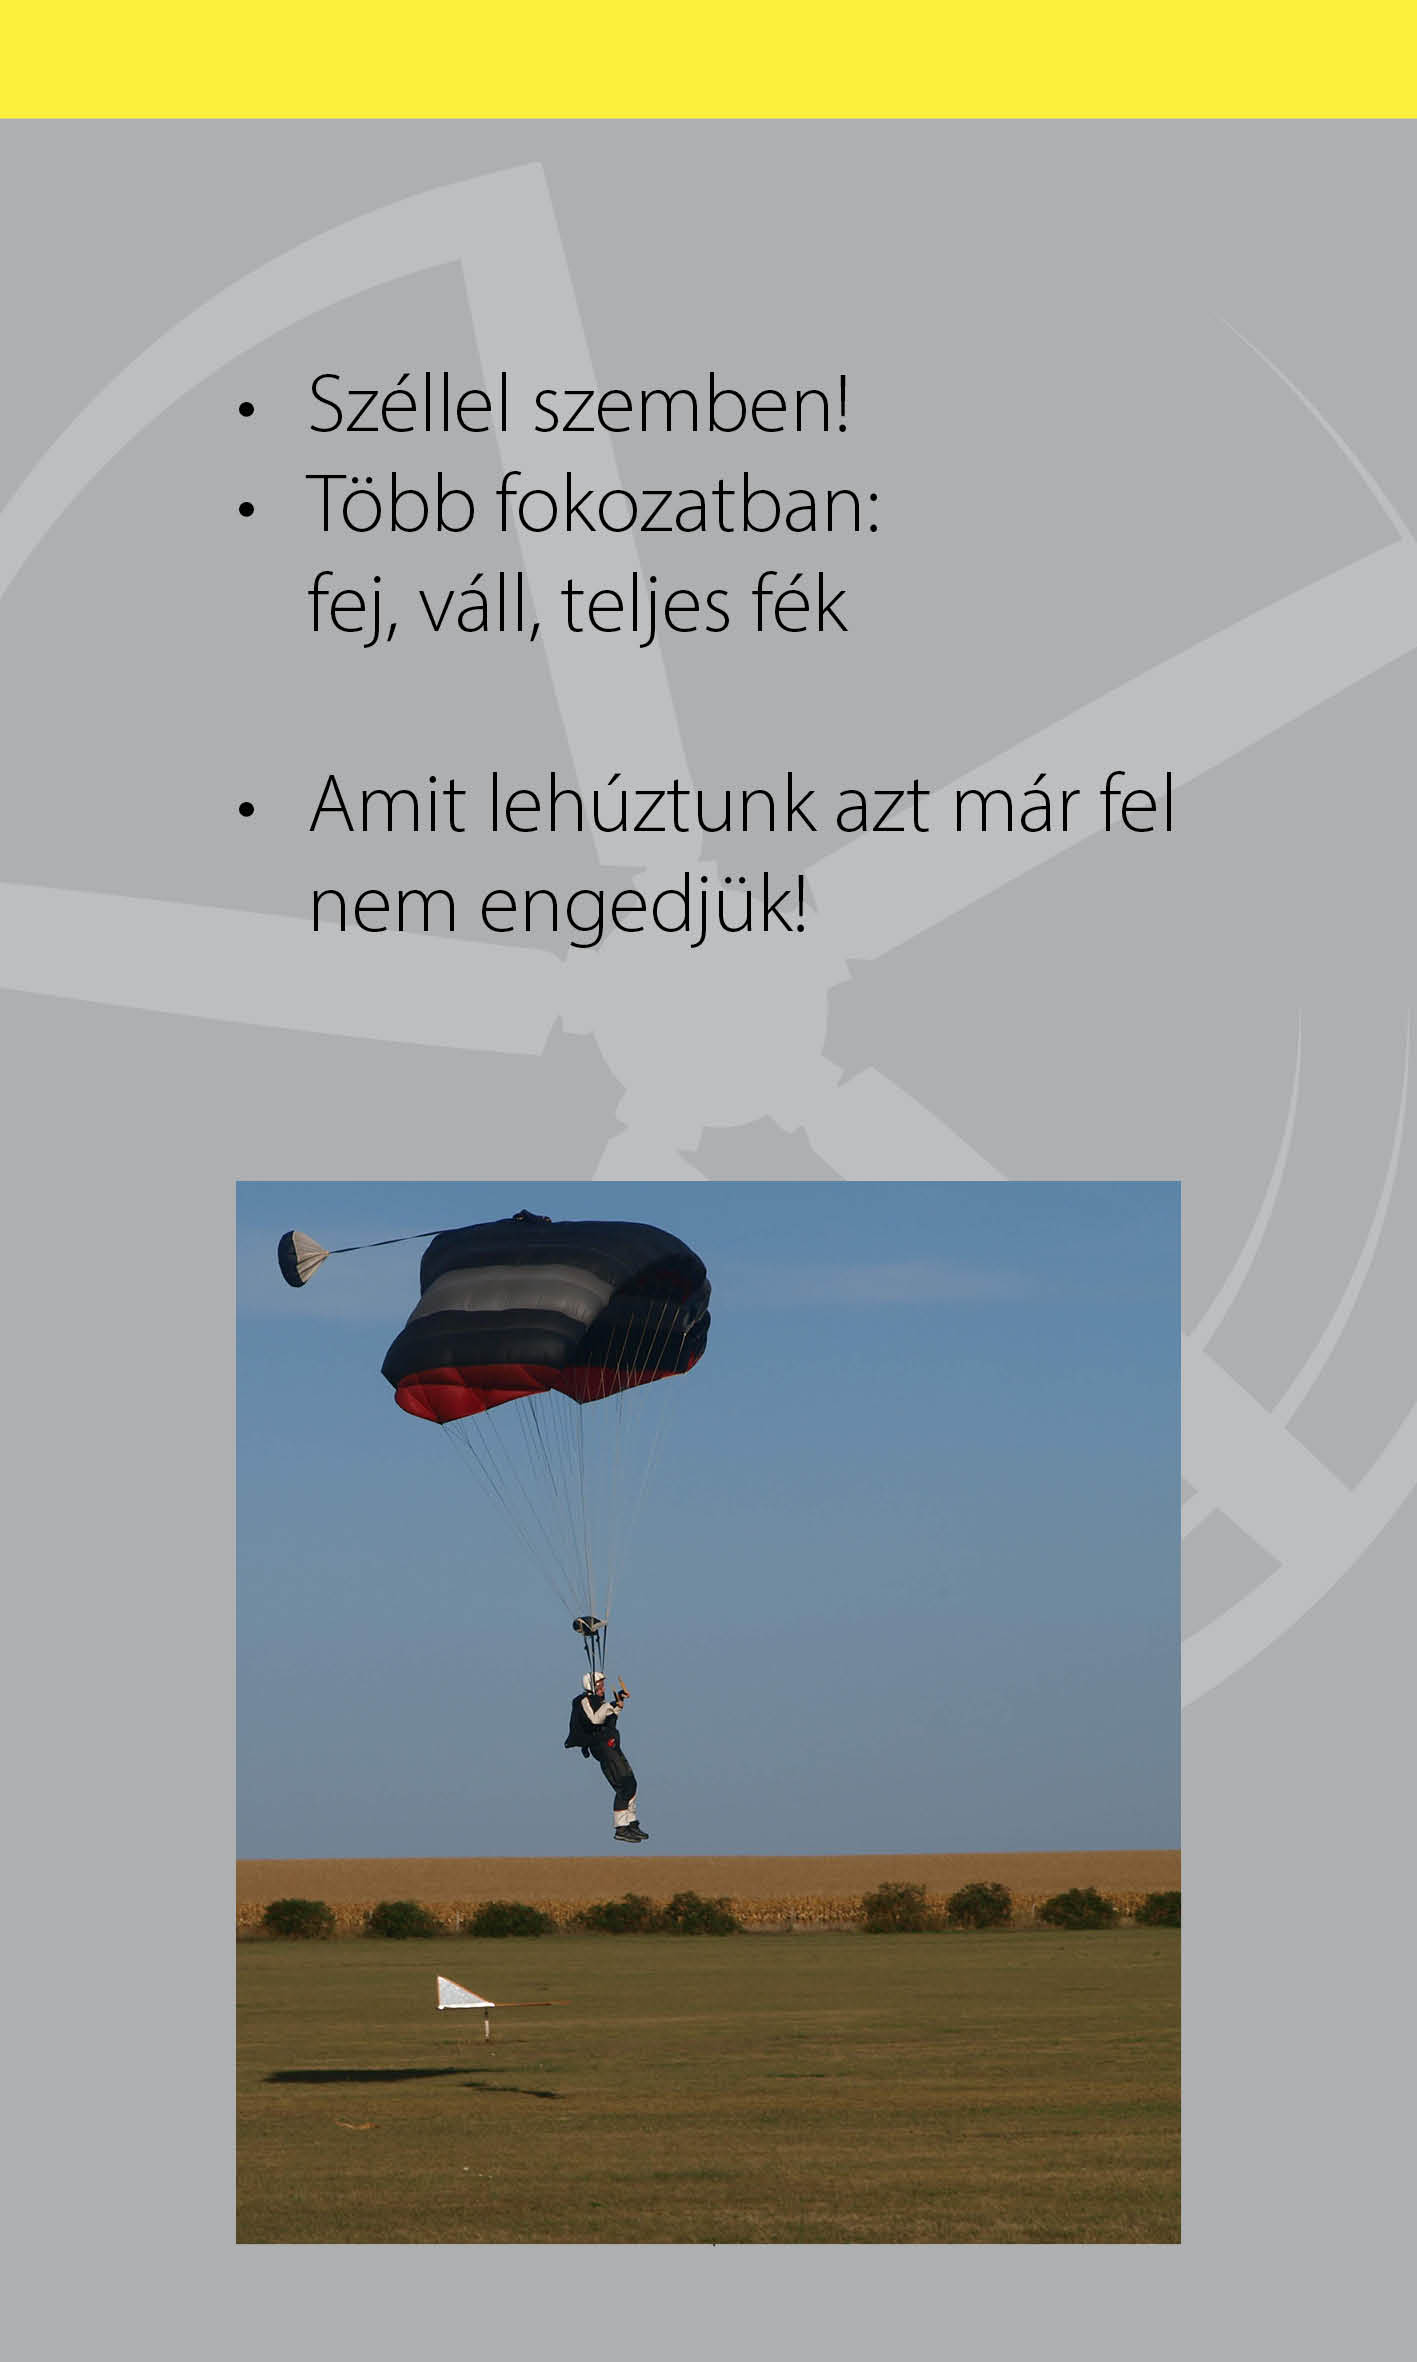 • Széllel szemben!
• Több fokozatban:
fej, váll, teljes fék
• Amit lehúztunk azt már fel
nem engedjük!